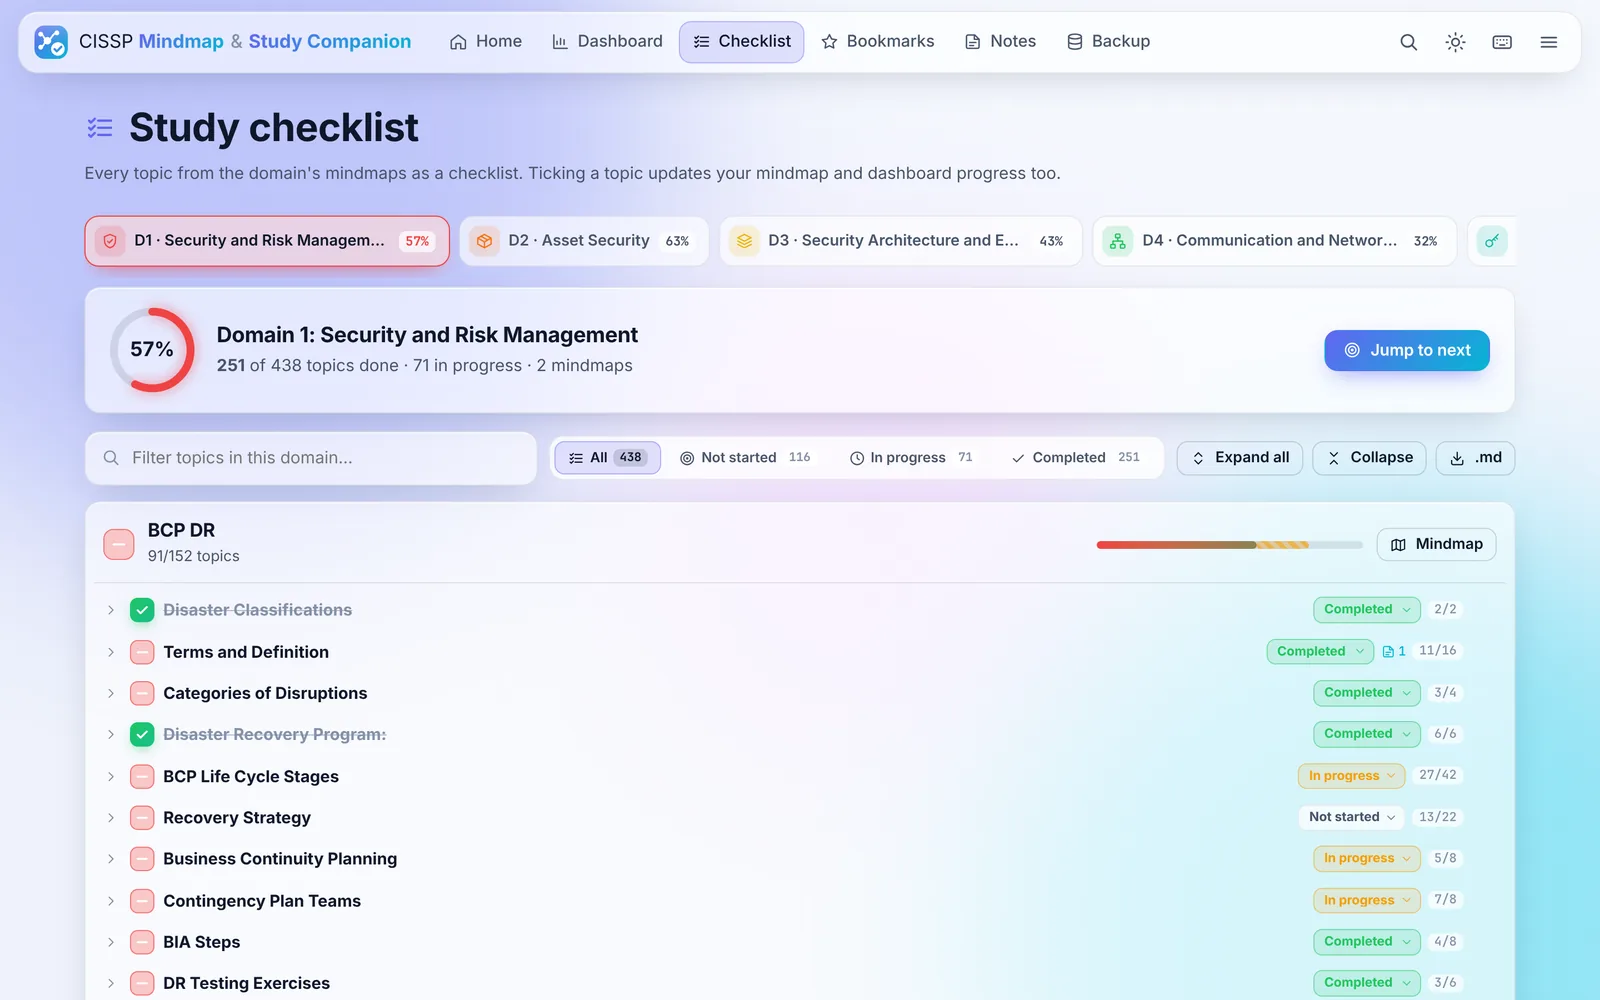 CISSP Mindmap & Study Companion
Home
Dashboard
Checklist
Bookmarks
Notes
Backup
Study checklist
Every topic from the domain's mindmaps as a checklist. Ticking a topic updates your mindmap and dashboard progress too.
D1 · Security and Risk Managem... 57%
D2 · Asset Security 63%
D3 · Security Architecture and E... 43%
D4 · Communication and Networ... 32%
57%
Domain 1: Security and Risk Management
251 of 438 topics done · 71 in progress · 2 mindmaps
Jump to next
Filter topics in this domain...
All 438
Not started 116
In progress 71
Completed 251
Expand all
Collapse
.md
BCP DR
91/152 topics
Mindmap
Disaster Classifications Completed 2/2
Terms and Definition Completed 1 11/16
Categories of Disruptions Completed 3/4
Disaster Recovery Program: Completed 6/6
BCP Life Cycle Stages In progress 27/42
Recovery Strategy Not started 13/22
Business Continuity Planning In progress 5/8
Contingency Plan Teams In progress 7/8
BIA Steps Completed 4/8
DR Testing Exercises Completed 3/6